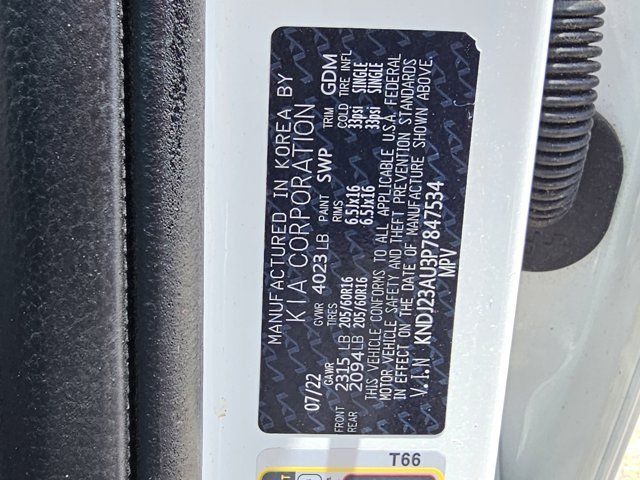 MANUFACTURED IN KOREA BY
KIA CORPORATION
07/22 GVWR 4023 LB PAINT SWP TRIM GDM
GAWR TIRES RIMS COLD TIRE INFL
FRONT 2315 LB 205/60R16 6.5Jx16 33psi SINGLE
REAR 2094LB 205/60R16 6.5Jx16 33psi SINGLE
THIS VEHICLE CONFORMS TO ALL APPLICABLE U.S.A. FEDERAL
MOTOR VEHICLE SAFETY AND THEFT PREVENTION STANDARDS
IN EFFECT ON THE DATE OF MANUFACTURE SHOWN ABOVE.
V.I.N KNDJ23AU3P7847534
MPV
T66